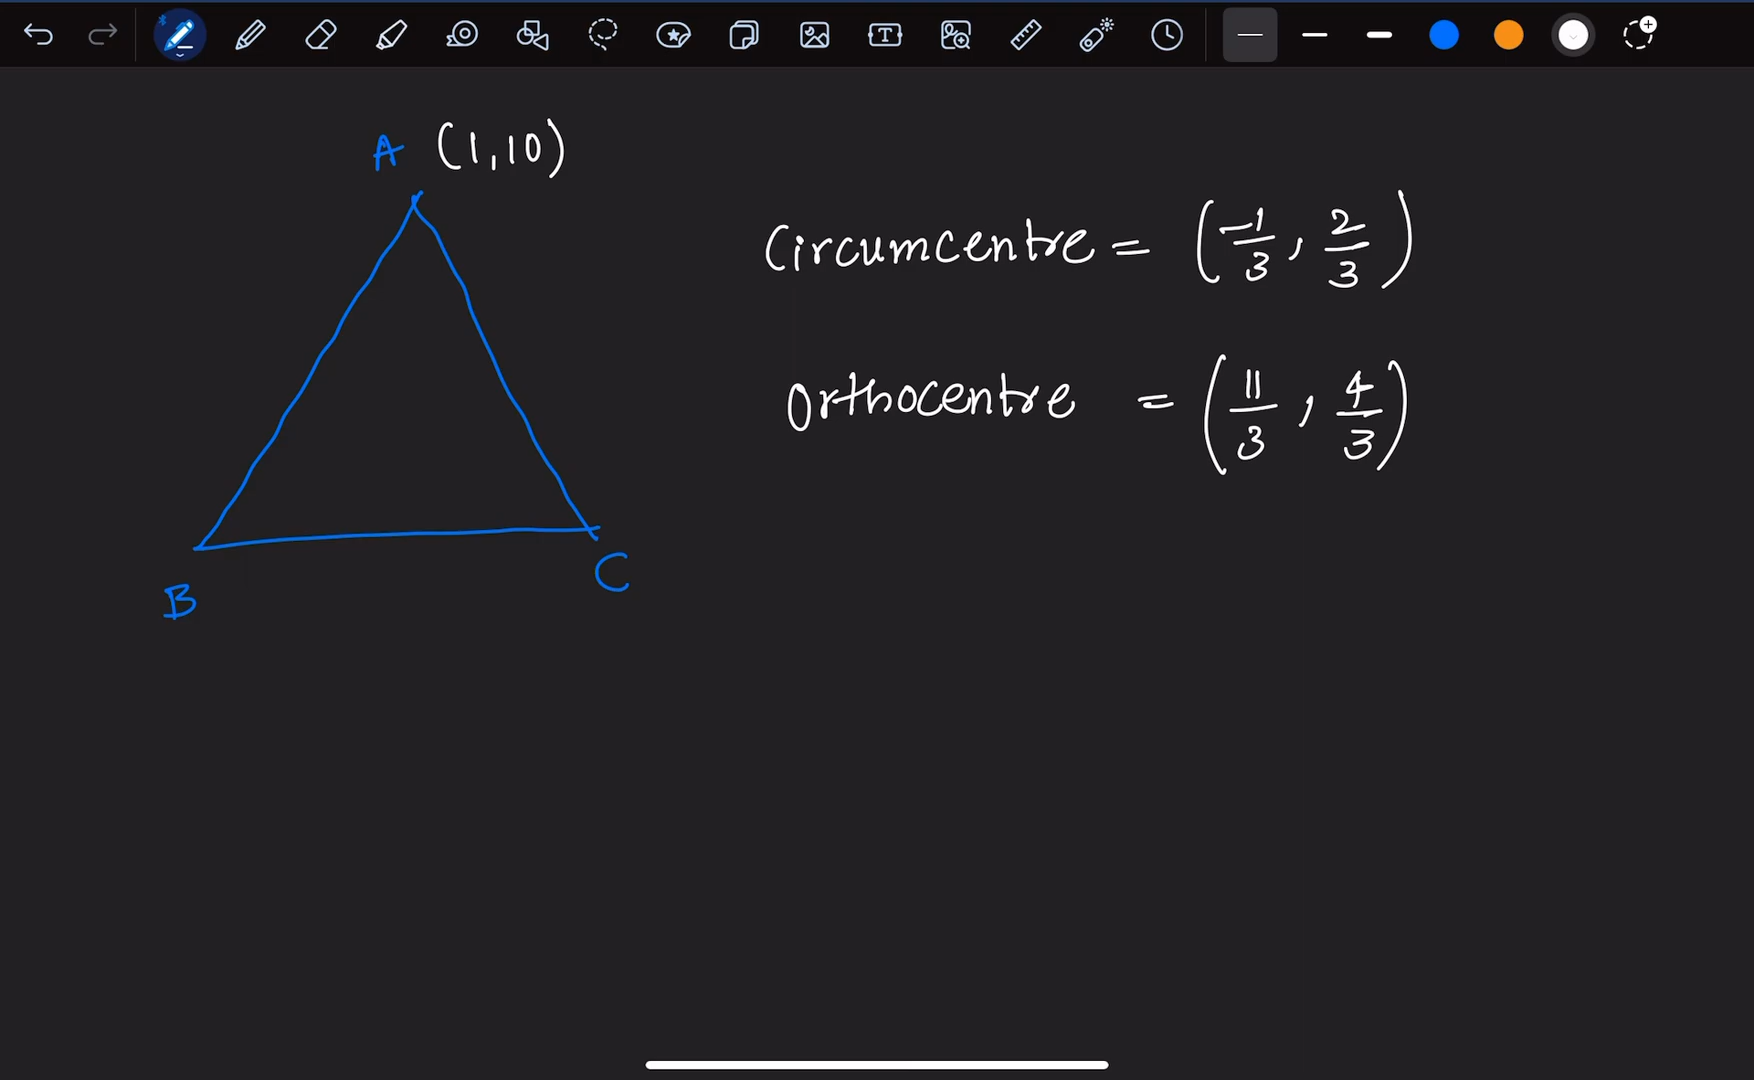 A (1,10)
Circumcentre = (-1/3, 2/3)
Orthocentre = (11/3, 4/3)
B
C